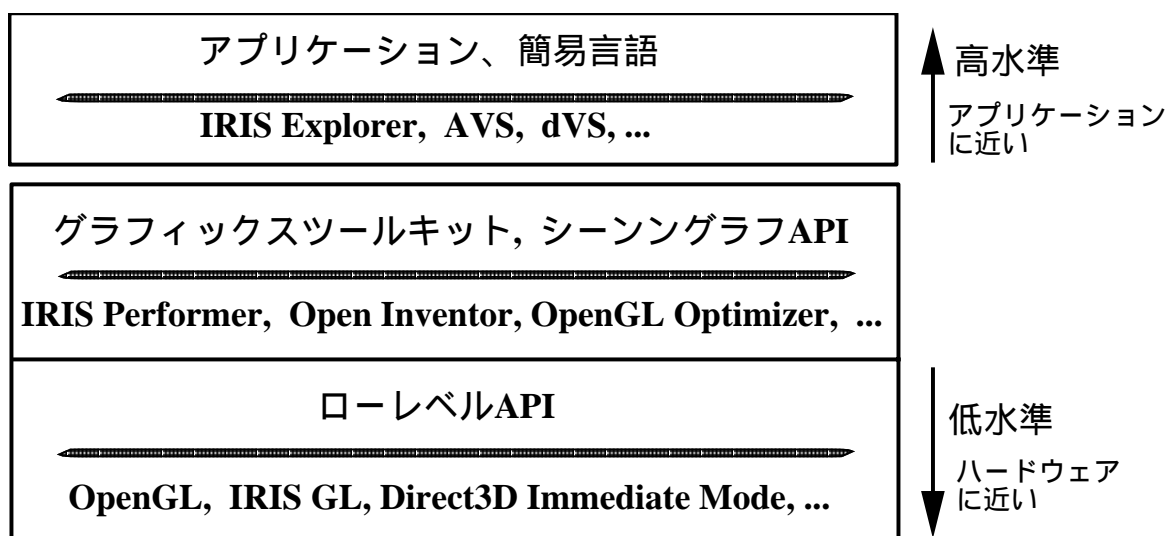 アプリケーション、簡易言語
IRIS Explorer, AVS, dVS, ...
高水準
アプリケーション
に近い
グラフィックスツールキット, シーンングラフAPI
IRIS Performer, Open Inventor, OpenGL Optimizer, ...
ローレベルAPI
OpenGL, IRIS GL, Direct3D Immediate Mode, ...
低水準
ハードウェア
に近い